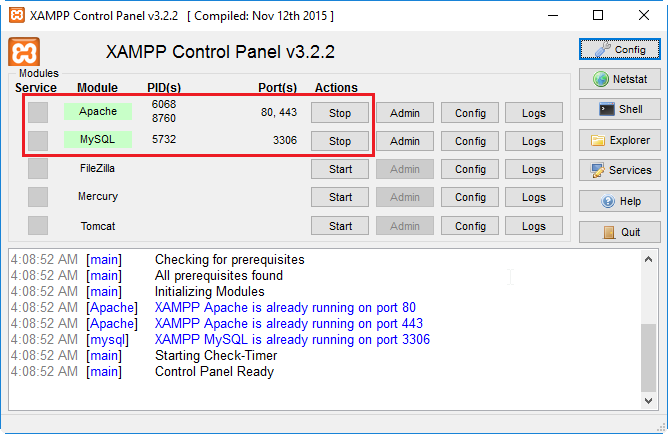 XAMPP Control Panel v3.2.2 [ Compiled: Nov 12th 2015 ]
XAMPP Control Panel v3.2.2
Config
Modules
Service Module PID(s) Port(s) Actions
Netstat
Apache 6068 8760 80, 443 Stop Admin Config Logs
Shell
MySQL 5732 3306 Stop Admin Config Logs
Explorer
FileZilla Start Admin Config Logs
Services
Mercury Start Admin Config Logs
Help
Tomcat Start Admin Config Logs
Quit
4:08:52 AM [main] Checking for prerequisites
4:08:52 AM [main] All prerequisites found
4:08:52 AM [main] Initializing Modules
4:08:52 AM [Apache] XAMPP Apache is already running on port 80
4:08:52 AM [Apache] XAMPP Apache is already running on port 443
4:08:52 AM [mysql] XAMPP MySQL is already running on port 3306
4:08:52 AM [main] Starting Check-Timer
4:08:52 AM [main] Control Panel Ready